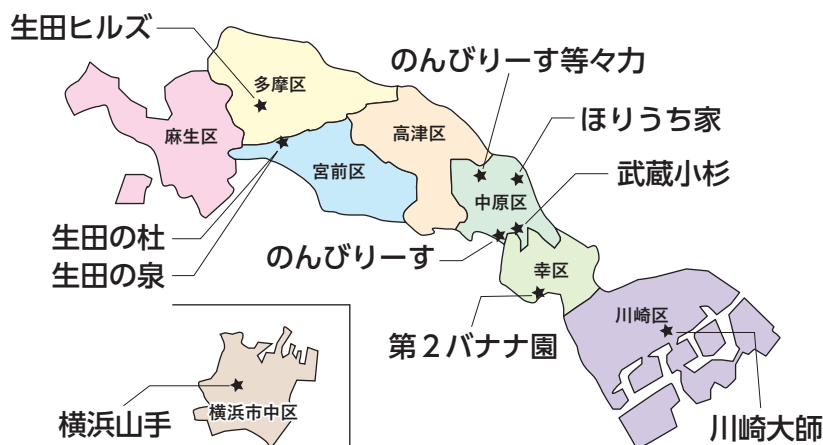 生田ヒルズ
のんびりーす等々力
多摩区
ほりうち家
高津区
麻生区
宮前区
武蔵小杉
中原区
生田の杜
のんびりーす
生田の泉
幸区
川崎区
第２バナナ園
横浜市中区
横浜山手
川崎大師